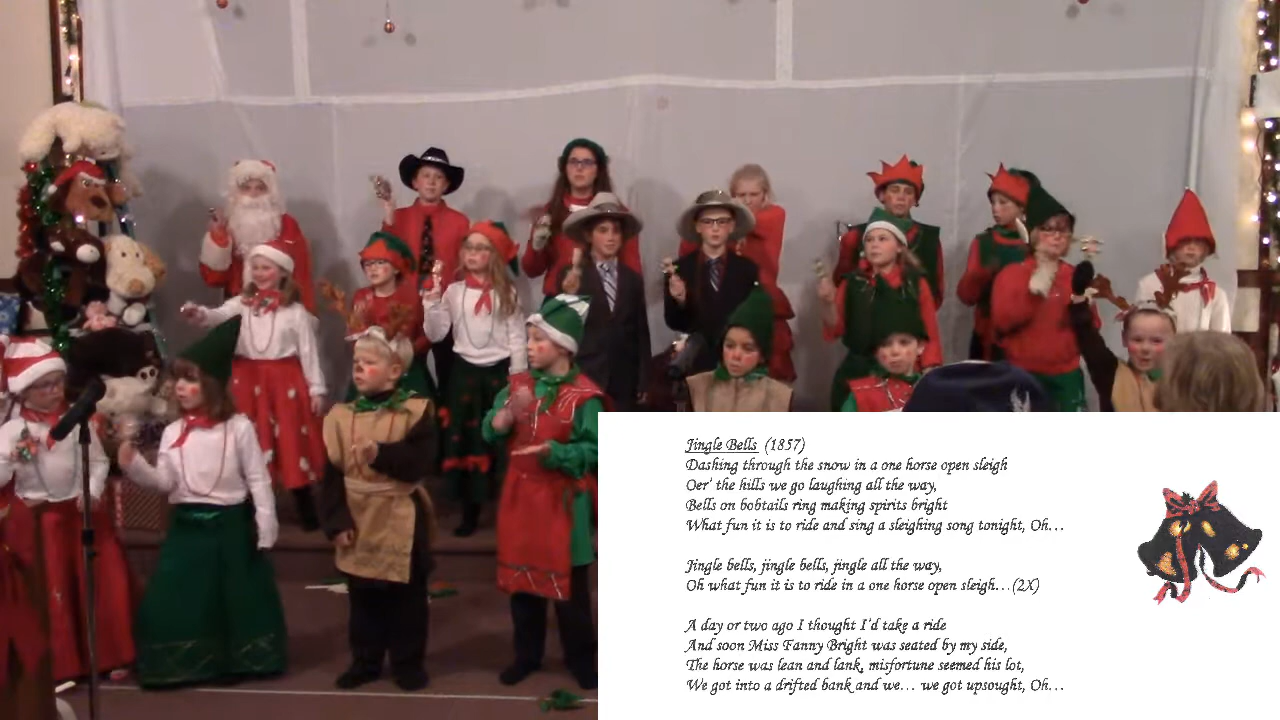 Jingle Bells (1857)
Dashing through the snow in a one horse open sleigh
Oer' the hills we go laughing all the way,
Bells on bobtails ring making spirits bright
What fun it is to ride and sing a sleighing song tonight, Oh...
Jingle bells, jingle bells, jingle all the way,
Oh what fun it is to ride in a one horse open sleigh...(2X)
A day or two ago I thought I'd take a ride
And soon Miss Fanny Bright was seated by my side,
The horse was lean and lank, misfortune seemed his lot,
We got into a drifted bank and we... we got upsought, Oh...